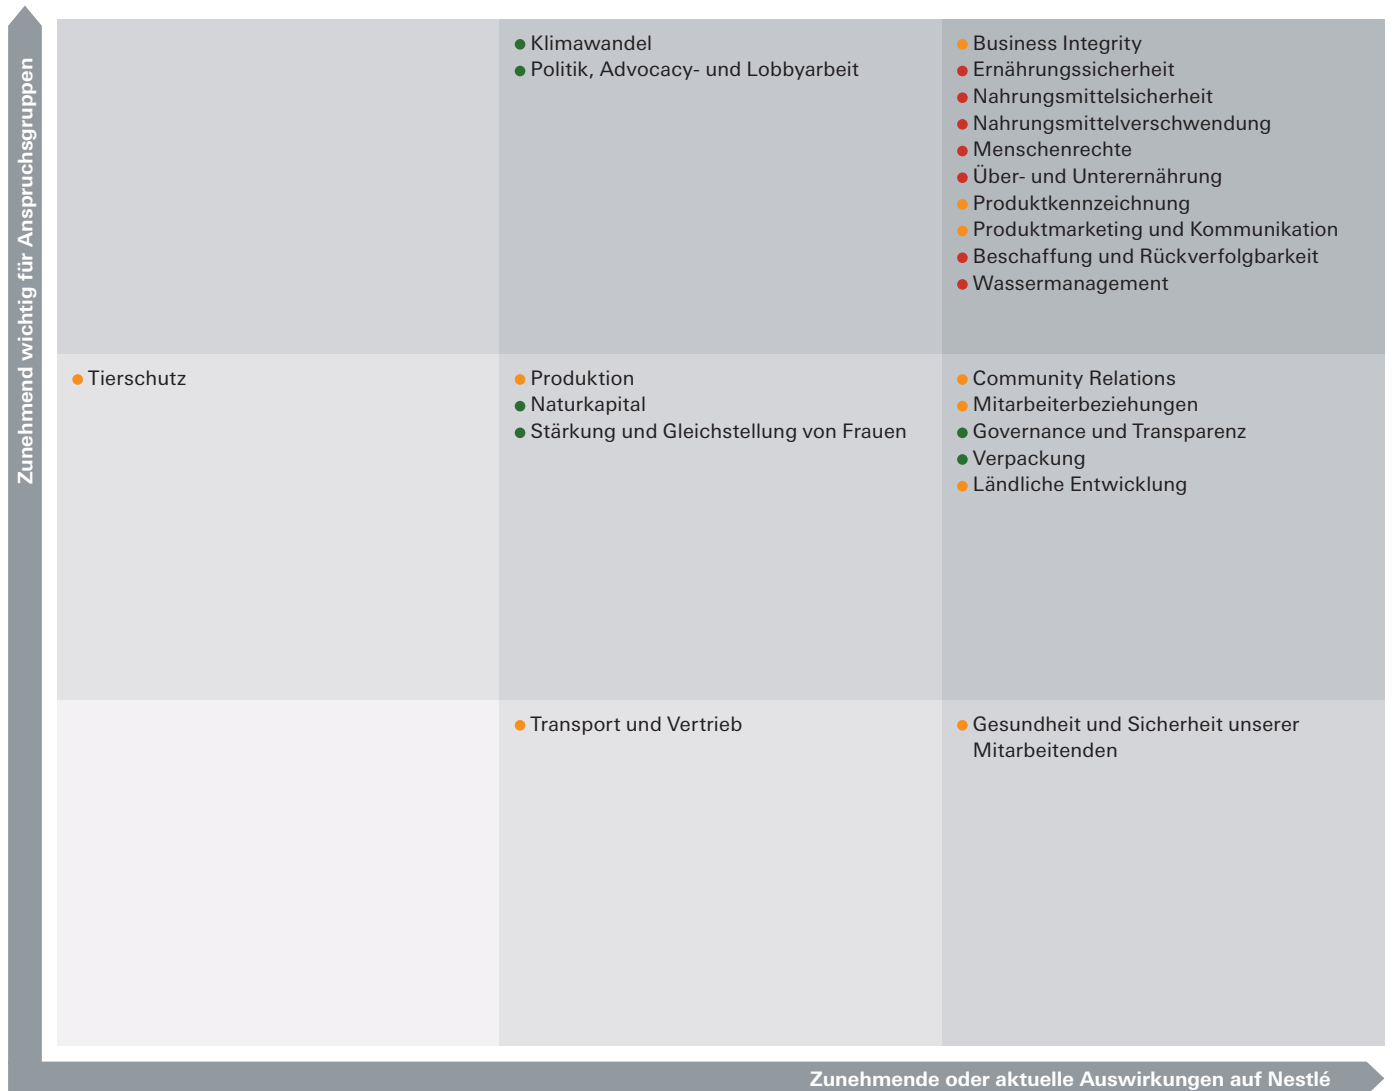 Zunehmend wichtig für Anspruchsgruppen
Klimawandel
Politik, Advocacy- und Lobbyarbeit
Business Integrity
Ernährungssicherheit
Nahrungsmittelsicherheit
Nahrungsmittelverschwendung
Menschenrechte
Über- und Unterernährung
Produktkennzeichnung
Produktmarketing und Kommunikation
Beschaffung und Rückverfolgbarkeit
Wassermanagement
Tierschutz
Produktion
Naturkapital
Stärkung und Gleichstellung von Frauen
Community Relations
Mitarbeiterbeziehungen
Governance und Transparenz
Verpackung
Ländliche Entwicklung
Transport und Vertrieb
Gesundheit und Sicherheit unserer
Mitarbeitenden
Zunehmende oder aktuelle Auswirkungen auf Nestlé